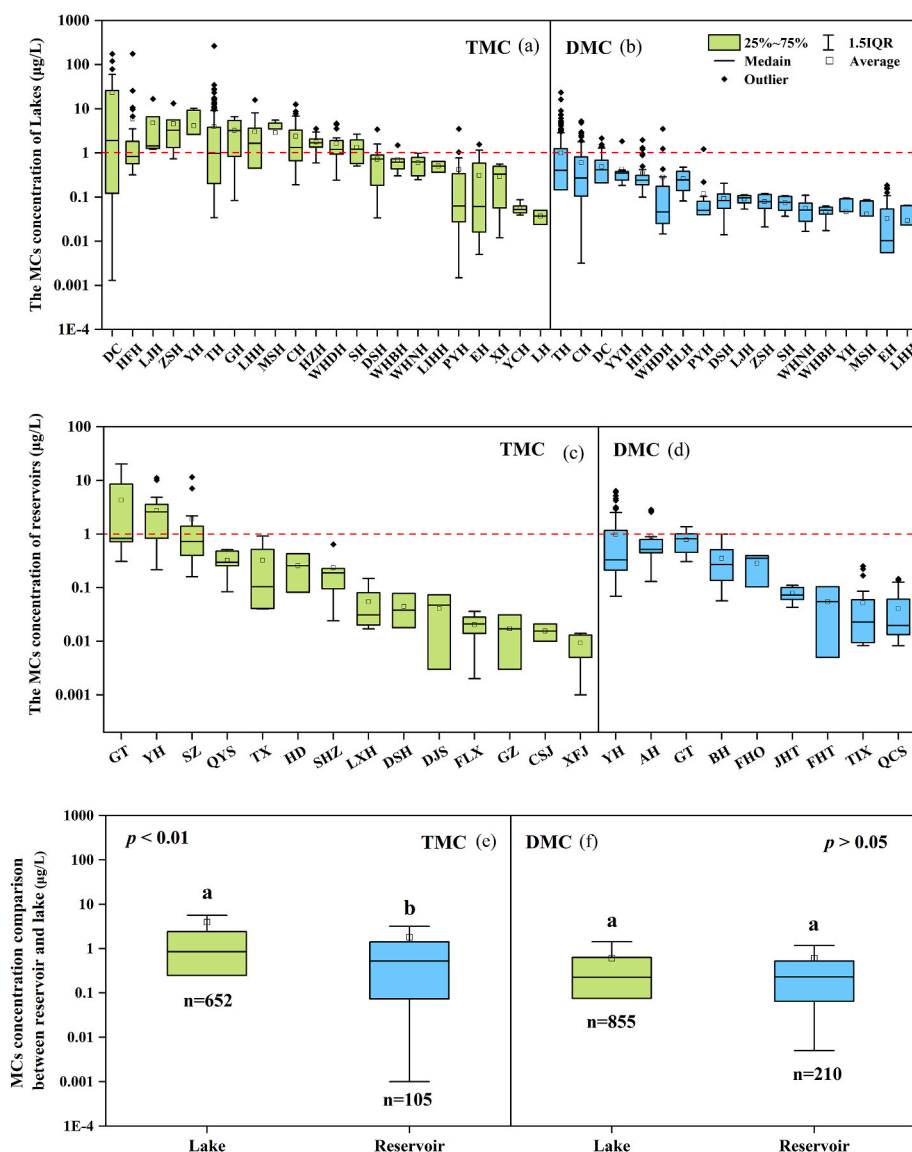 The MCs concentration of Lakes (μg/L)
1000
100
10
1
0.1
0.01
0.001
1E-4
TMC (a)
DMC (b)
25%~75%
1.5IQR
Medain
Average
Outlier
DC HFH LJH ZSH YH TH GH LHH MSH CH HZH WHDH SH DSH WHBH WHNH LIHH PYH EH XH YCH LH
TH CH DC YYH HFH WHDH HLH PYH DSH LJH ZSH SH WHNH WHBH YH MSH EH LHH
The MCs concentration of reservoirs (μg/L)
100
10
1
0.1
0.01
0.001
TMC (c)
DMC (d)
GT YH SZ QYS TX HD SHZ LXH DSH DJS FLX GZ CSJ XFJ
YH AH GT BH FHO JHT FHT TIX QCS
MCs concentration comparison
between reservoir and lake (μg/L)
1000
100
10
1
0.1
0.01
0.001
1E-4
p < 0.01
TMC (e)
DMC (f)
p > 0.05
a
b
a
a
n=652
n=105
n=855
n=210
Lake
Reservoir
Lake
Reservoir